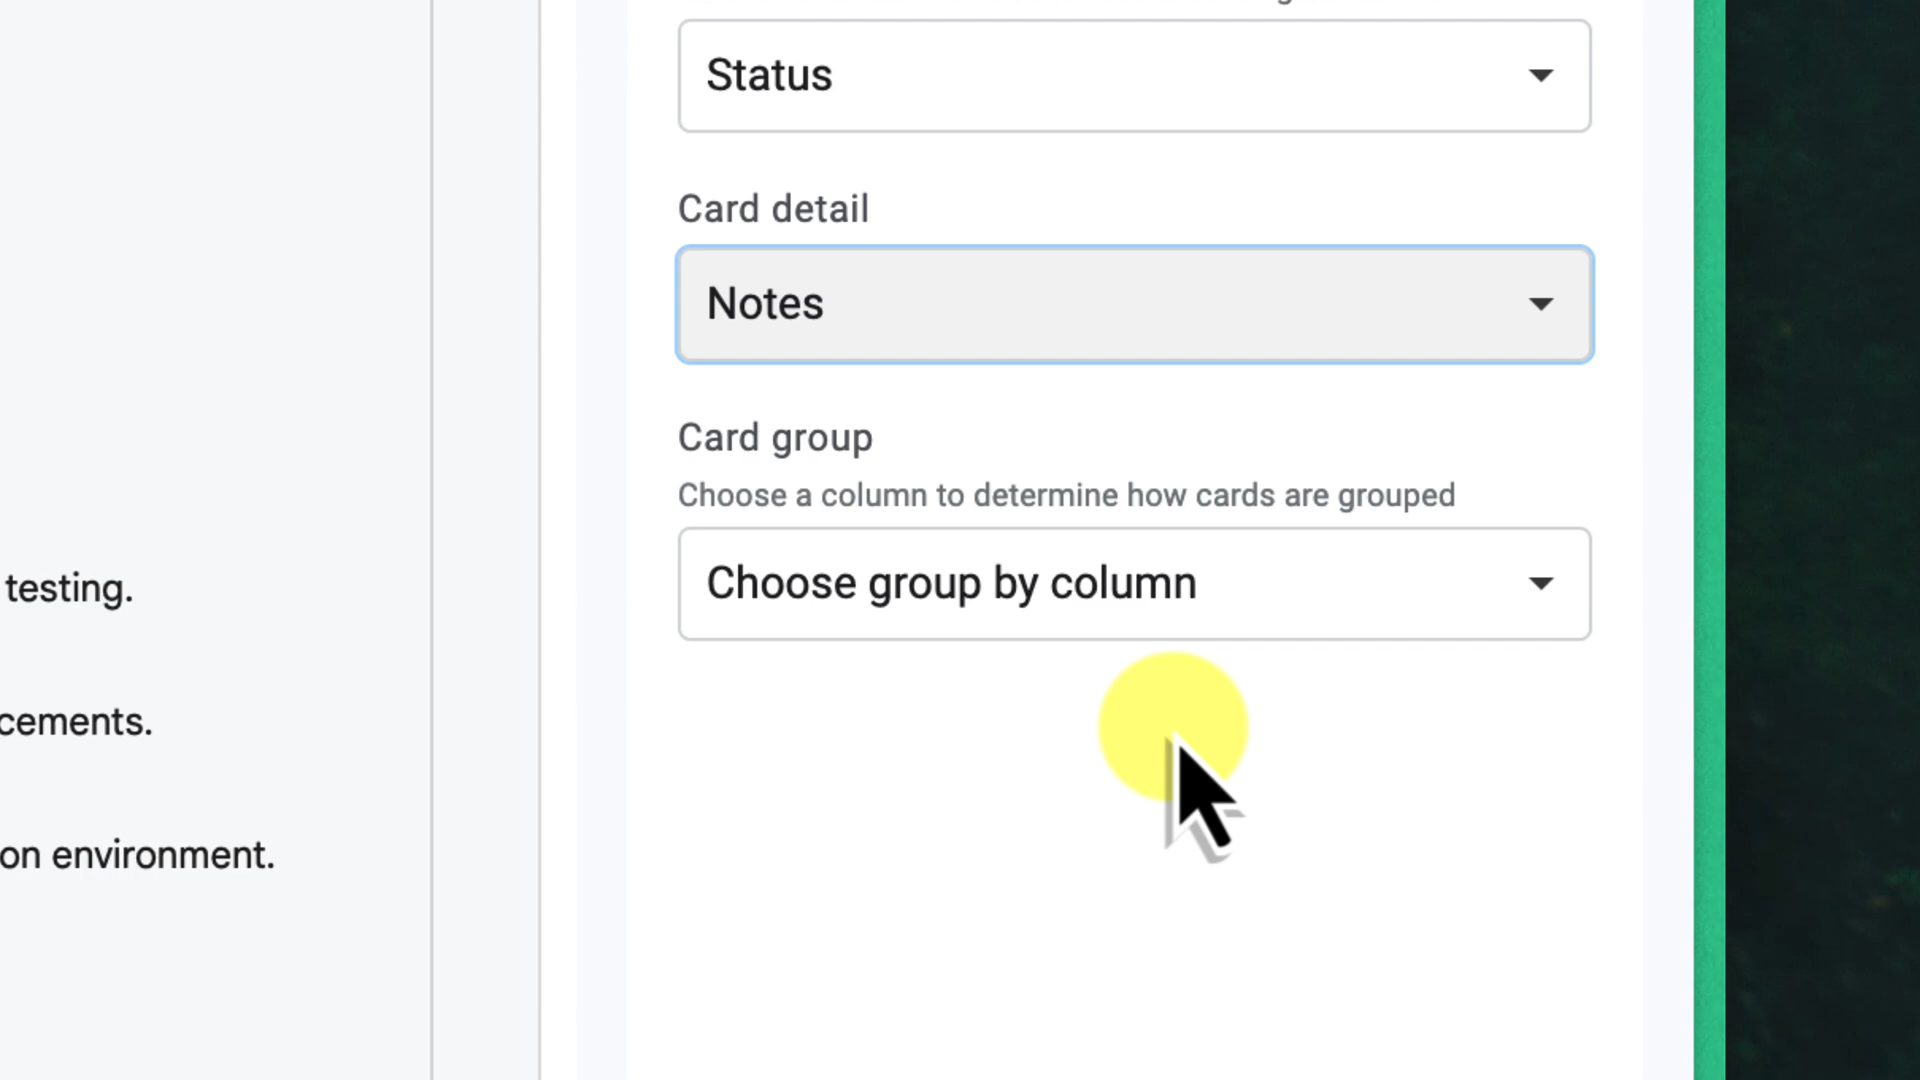 Status
Card detail
Notes
Card group
Choose a column to determine how cards are grouped
Choose group by column
testing.
cements.
on environment.